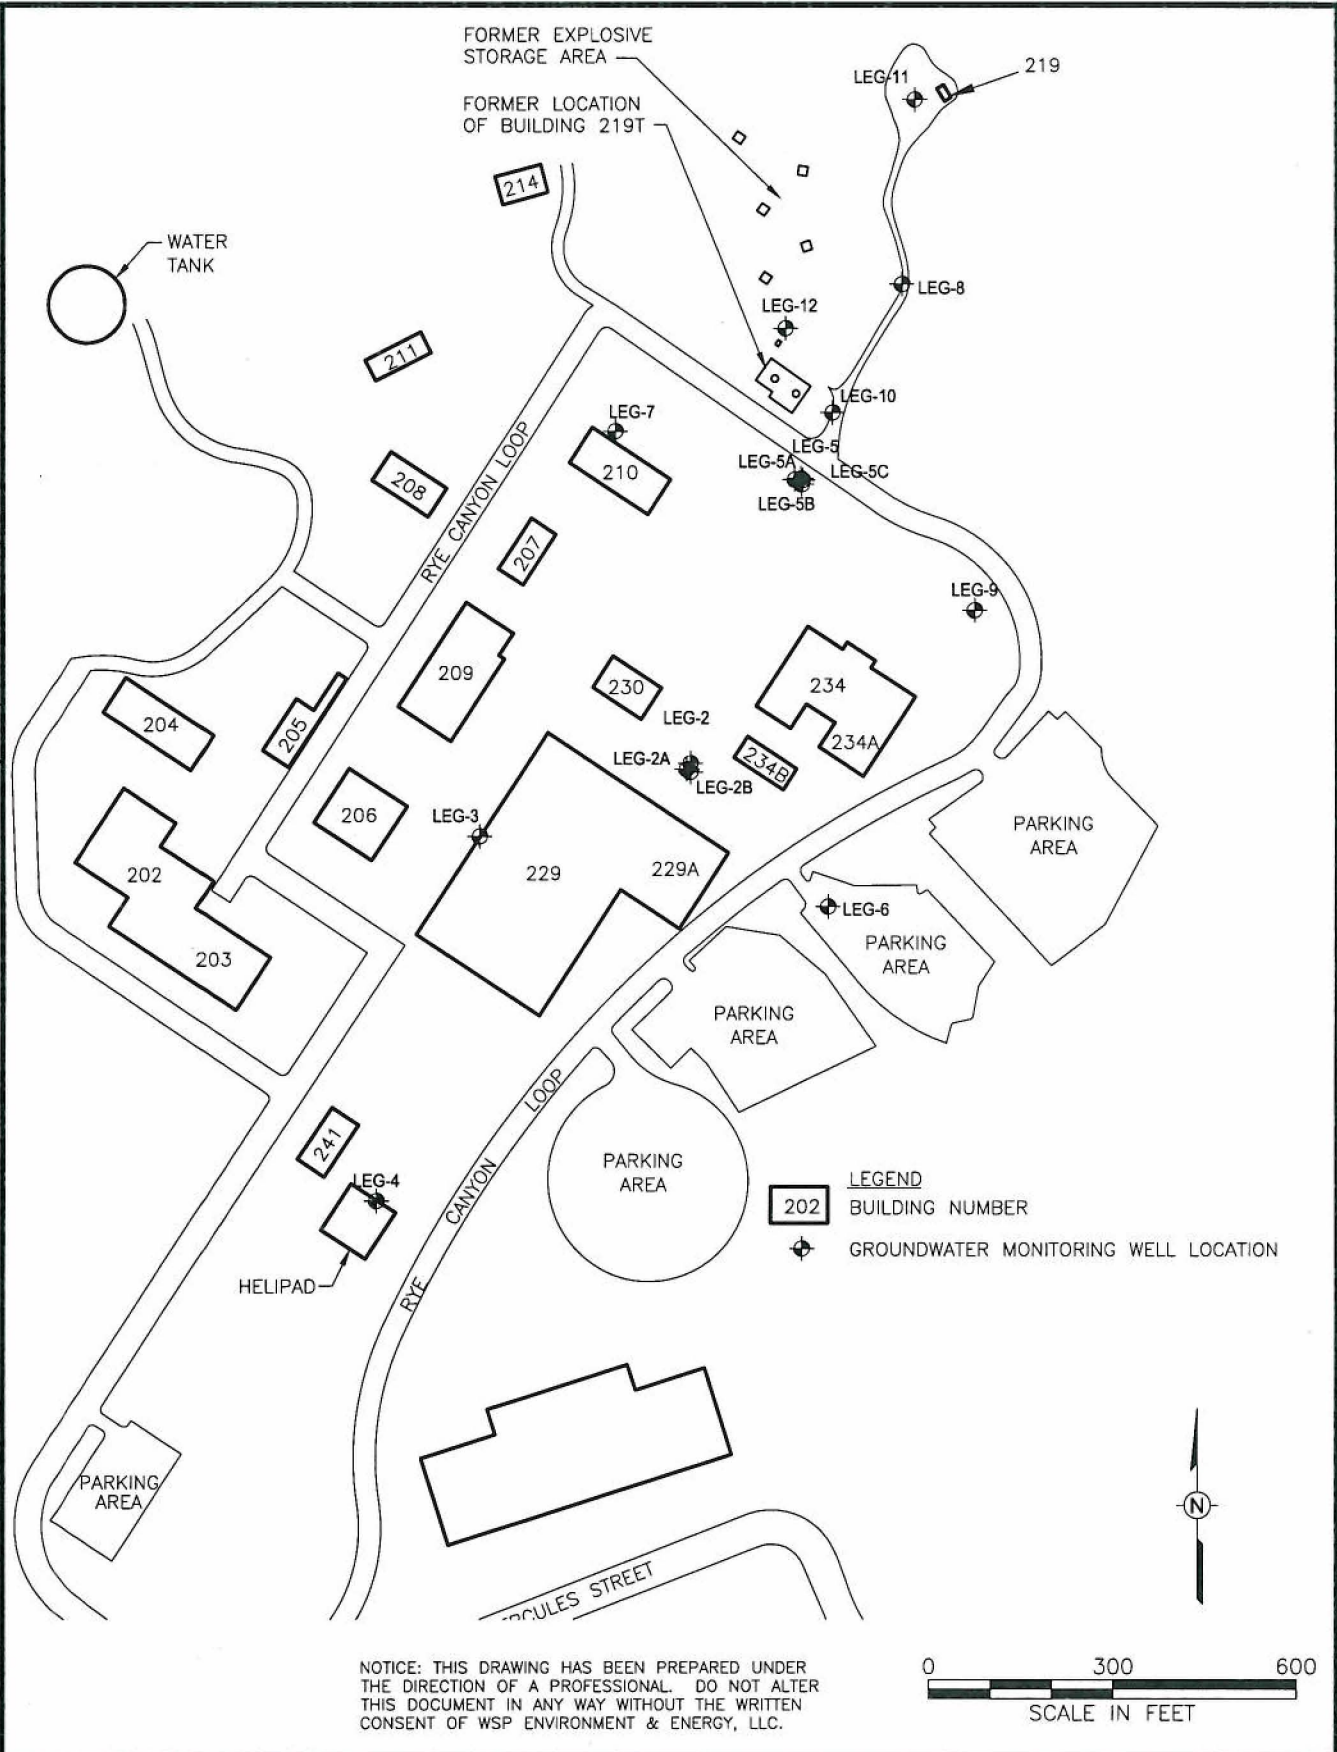 FORMER EXPLOSIVE
STORAGE AREA
LEG-11
219
FORMER LOCATION
OF BUILDING 219T
214
WATER
TANK
LEG-8
LEG-12
211
LEG-10
LEG-7
LEG-5
210
LEG-5A
LEG-5C
208
LEG-5B
RYE CANYON LOOP
207
LEG-9
209
230
234
LEG-2
204
205
234A
LEG-2A
234B
LEG-2B
206
LEG-3
PARKING
AREA
202
229
229A
LEG-6
203
PARKING
AREA
PARKING
AREA
RYE CANYON LOOP
241
PARKING
AREA
LEG-4
LEGEND
202
BUILDING NUMBER
GROUNDWATER MONITORING WELL LOCATION
HELIPAD
PARKING
AREA
N
STREET
NOTICE: THIS DRAWING HAS BEEN PREPARED UNDER
THE DIRECTION OF A PROFESSIONAL. DO NOT ALTER
THIS DOCUMENT IN ANY WAY WITHOUT THE WRITTEN
CONSENT OF WSP ENVIRONMENT & ENERGY, LLC.
0 300 600
SCALE IN FEET